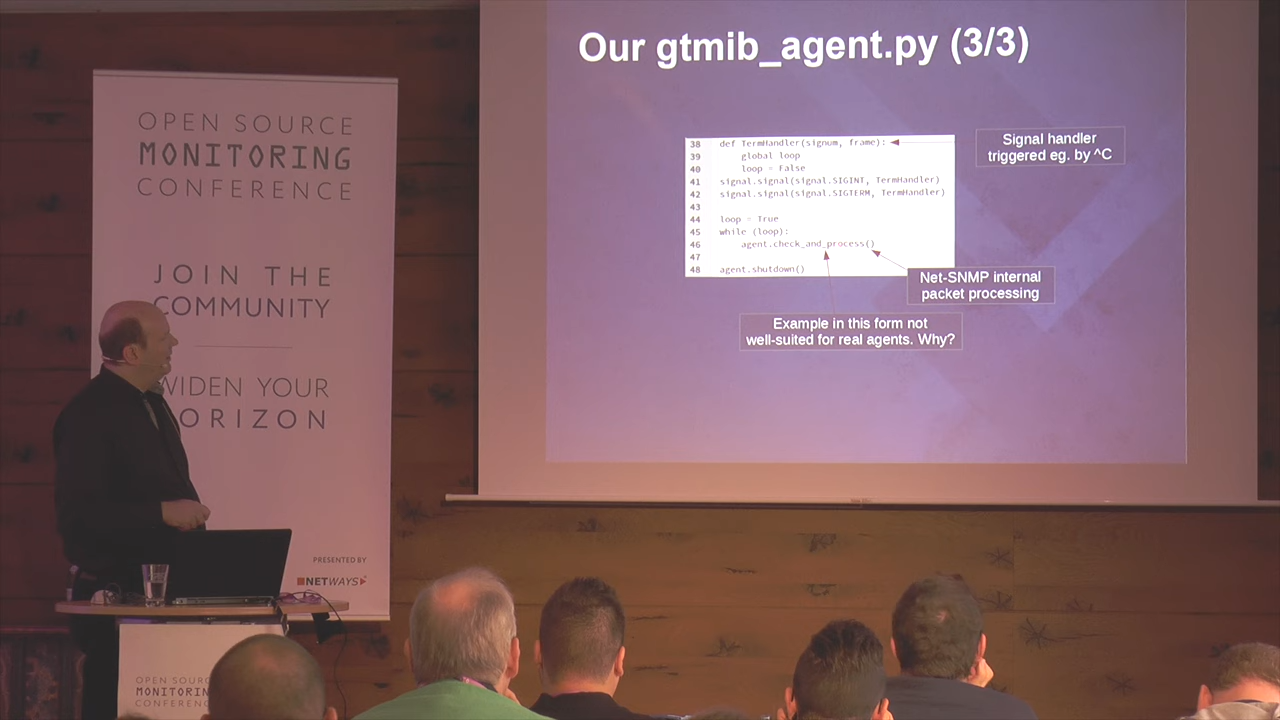 OPEN SOURCE
MONITORING
CONFERENCE
JOIN THE
COMMUNITY
WIDEN YOUR
HORIZON
PRESENTED BY
NETWAYS
OPEN SOURC
MONITORING
CONFERENC
Our gtmib_agent.py (3/3)
38 def TermHandler(signum, frame):
39 global loop
40 loop = False
41 signal.signal(signal.SIGINT, TermHandler)
42 signal.signal(signal.SIGTERM, TermHandler)
43
44 loop = True
45 while (loop):
46 agent.check_and_process()
47
48 agent.shutdown()
Signal handler
triggered eg. by ^C
Net-SNMP internal
packet processing
Example in this form not
well-suited for real agents. Why?